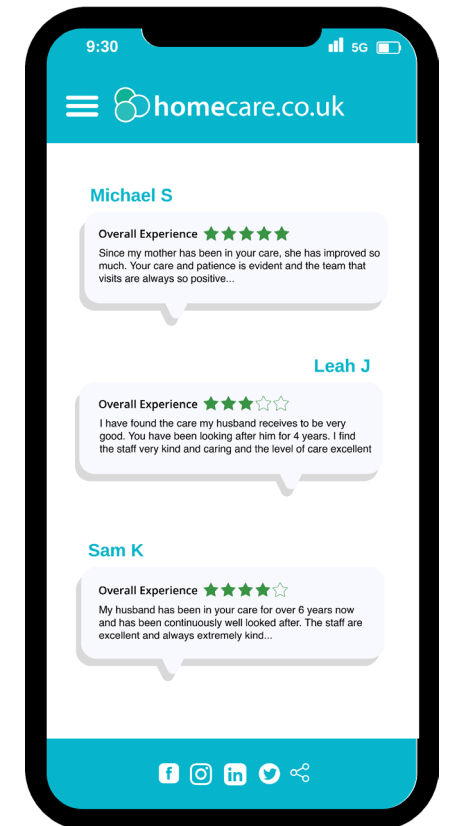 9:30
5G
homecare.co.uk
Michael S
Overall Experience
Since my mother has been in your care, she has improved so
much. Your care and patience is evident and the team that
visits are always so positive...
Leah J
Overall Experience
I have found the care my husband receives to be very
good. You have been looking after him for 4 years. I find
the staff very kind and caring and the level of care excellent
Sam K
Overall Experience
My husband has been in your care for over 6 years now
and has been continuously well looked after. The staff are
excellent and always extremely kind...